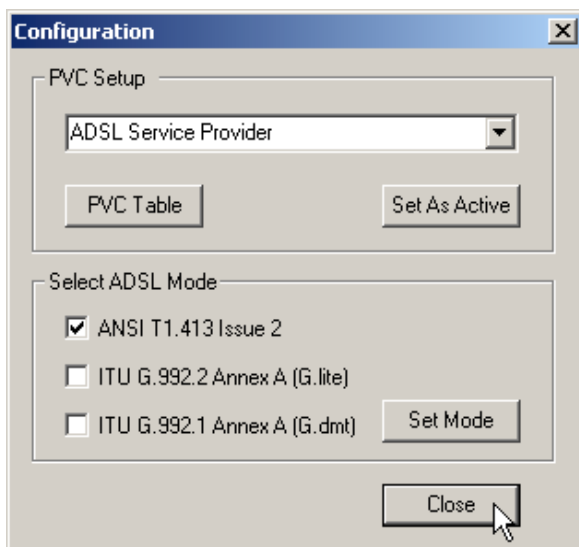 Configuration
PVC Setup
ADSL Service Provider
PVC Table
Set As Active
Select ADSL Mode
ANSI T1.413 Issue 2
ITU G.992.2 Annex A (G.lite)
ITU G.992.1 Annex A (G.dmt)
Set Mode
Close